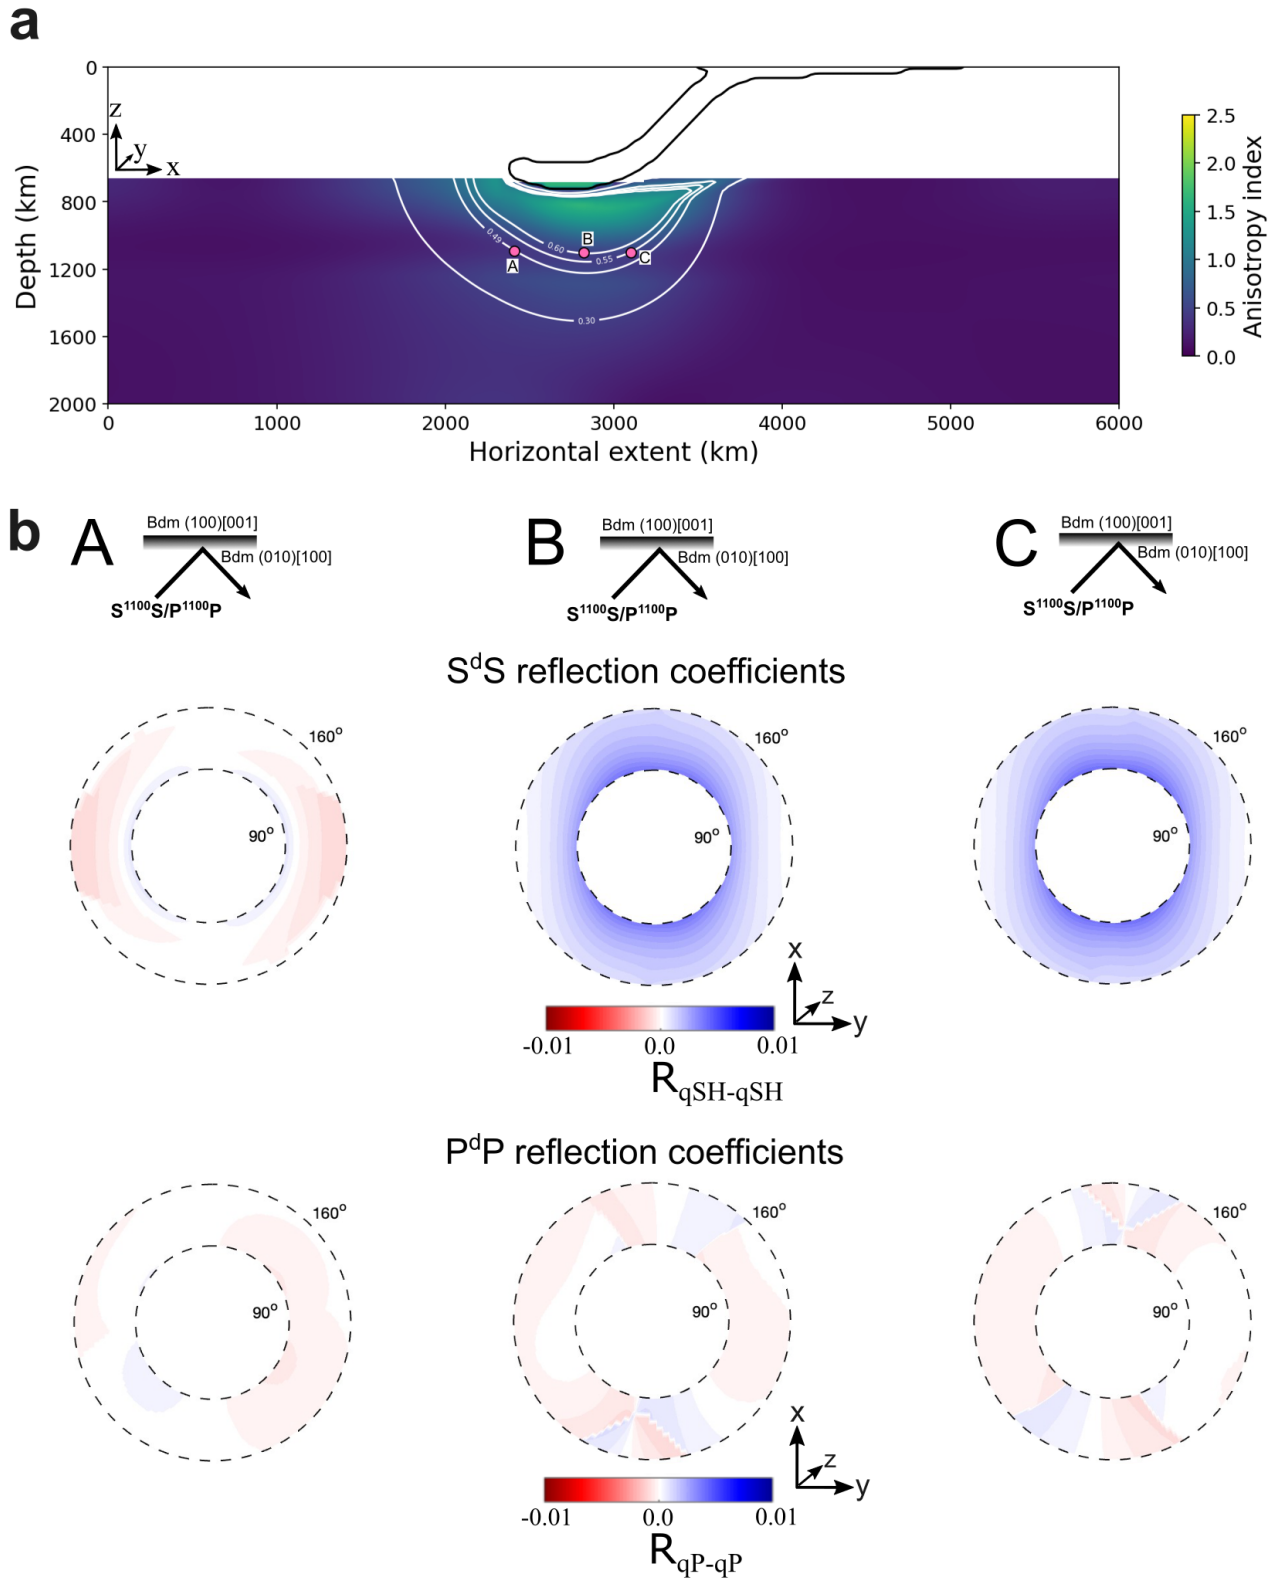 a
0
400
800
1200
1600
2000
Depth (km)
z
y
x
0.49
0.60
0.55
0.30
A
B
C
0
1000
2000
3000
4000
5000
6000
Horizontal extent (km)
2.5
2.0
1.5
1.0
0.5
0.0
Anisotropy index
b
A
Bdm (100)[001]
Bdm (010)[100]
S¹¹⁰⁰S/P¹¹⁰⁰P
B
Bdm (100)[001]
Bdm (010)[100]
S¹¹⁰⁰S/P¹¹⁰⁰P
C
Bdm (100)[001]
Bdm (010)[100]
S¹¹⁰⁰S/P¹¹⁰⁰P
SᵈS reflection coefficients
160° 160° 160°
90° 90° 90°
x
z
y
-0.01 0.0 0.01
R_qSH-qSH
PᵈP reflection coefficients
160° 160° 160°
90° 90° 90°
x
z
y
-0.01 0.0 0.01
R_qP-qP